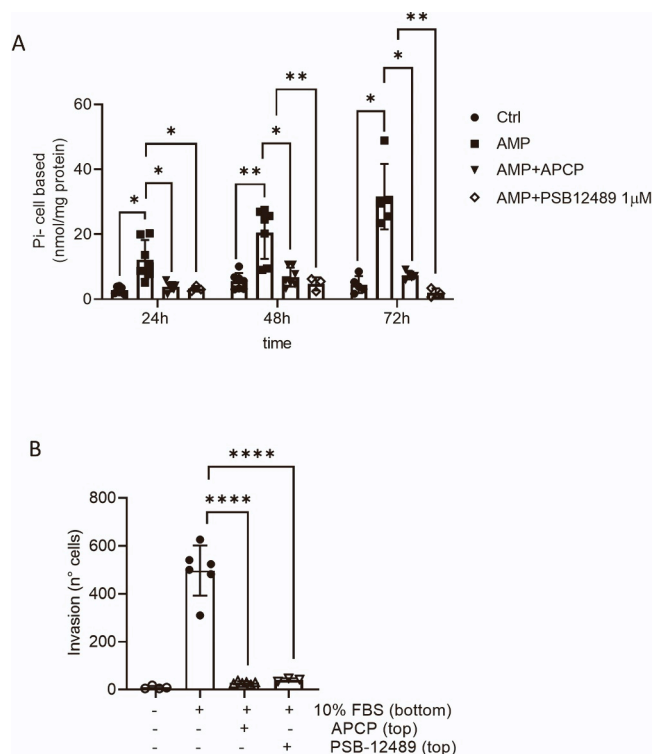 A
**
*
*
**
*
*
*
*
**
*
60
40
20
0
Pi- cell based
(nmol/mg protein)
Ctrl
AMP
AMP+APCP
AMP+PSB12489 1μM
24h
48h
72h
time
B
****
****
800
600
400
200
0
Invasion (n° cells)
- + + + 10% FBS (bottom)
- - + - APCP (top)
- - - + PSB-12489 (top)